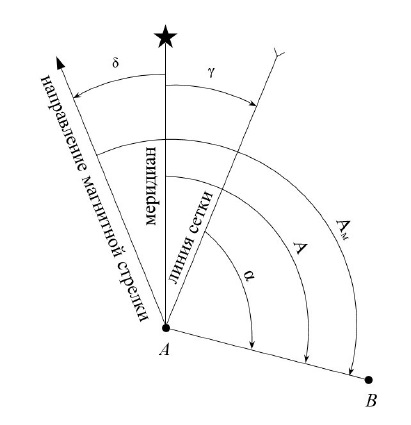 δ
γ
направление магнитной стрелки
меридиан
линия сетки
Aм
A
α
A
B